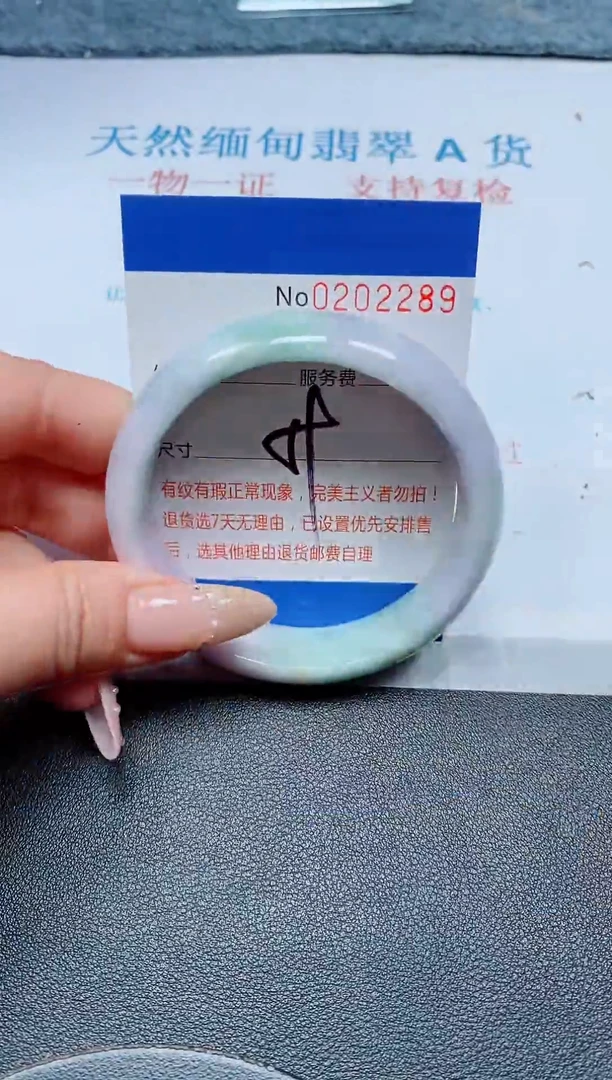 天然缅甸翡翠A货
一物一证 支持复检
No0202289
服务费
尺寸
有纹有瑕正常现象，完美主义者勿拍！
退货选7天无理由，已设置优先安排售
后，选其他理由退货邮费自理